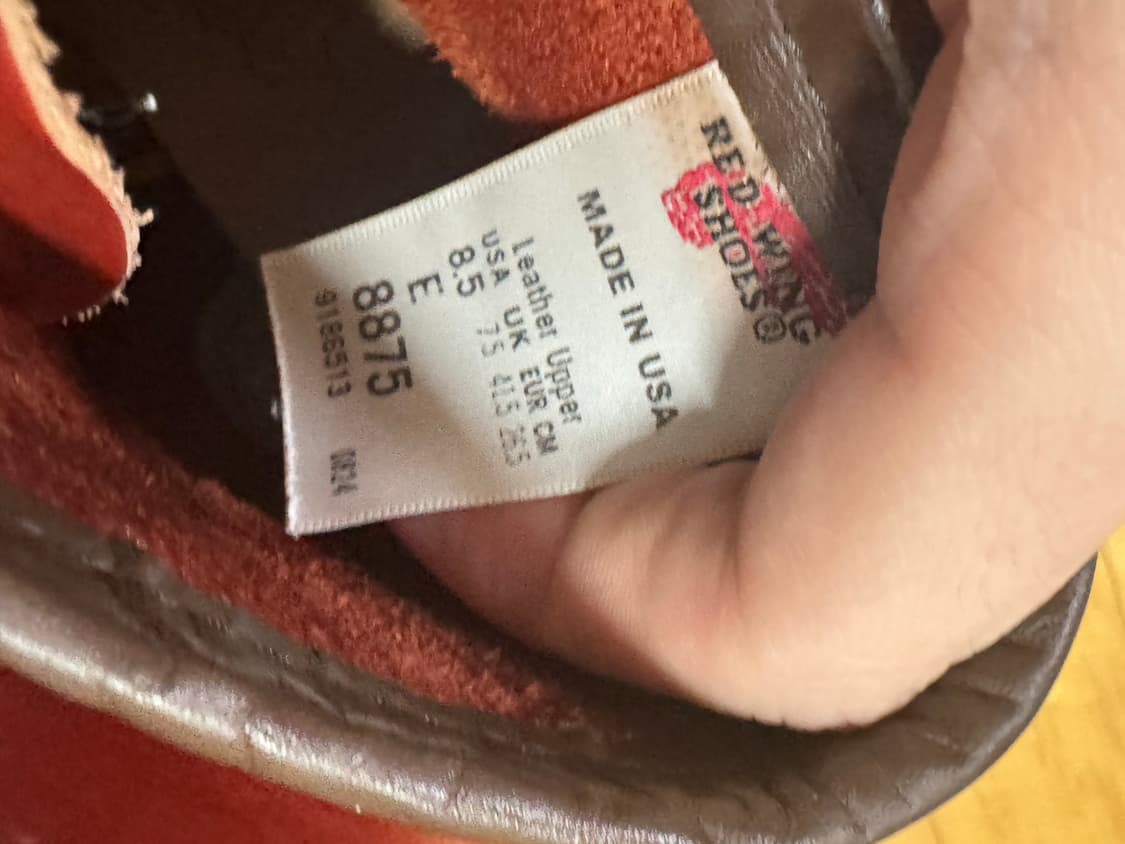 RED WING
SHOES®
MADE IN USA
Leather Upper
USA UK EUR CM
8.5 7.5 41.5 26.5
E
8875
9186513 0824